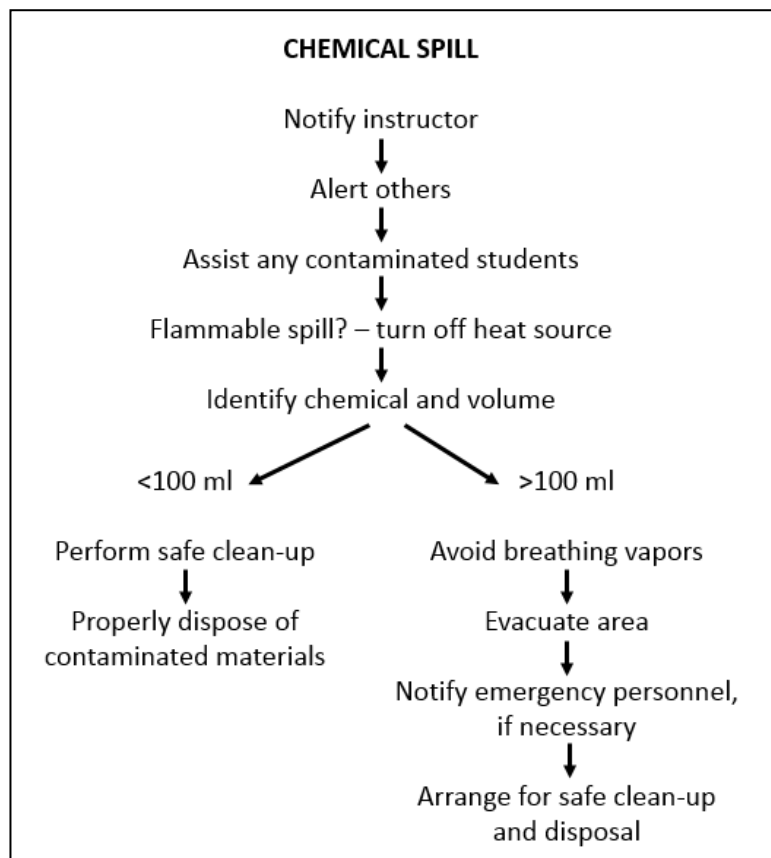 CHEMICAL SPILL
Notify instructor
Alert others
Assist any contaminated students
Flammable spill? – turn off heat source
Identify chemical and volume
<100 ml
>100 ml
Perform safe clean-up
Avoid breathing vapors
Properly dispose of
contaminated materials
Evacuate area
Notify emergency personnel,
if necessary
Arrange for safe clean-up
and disposal